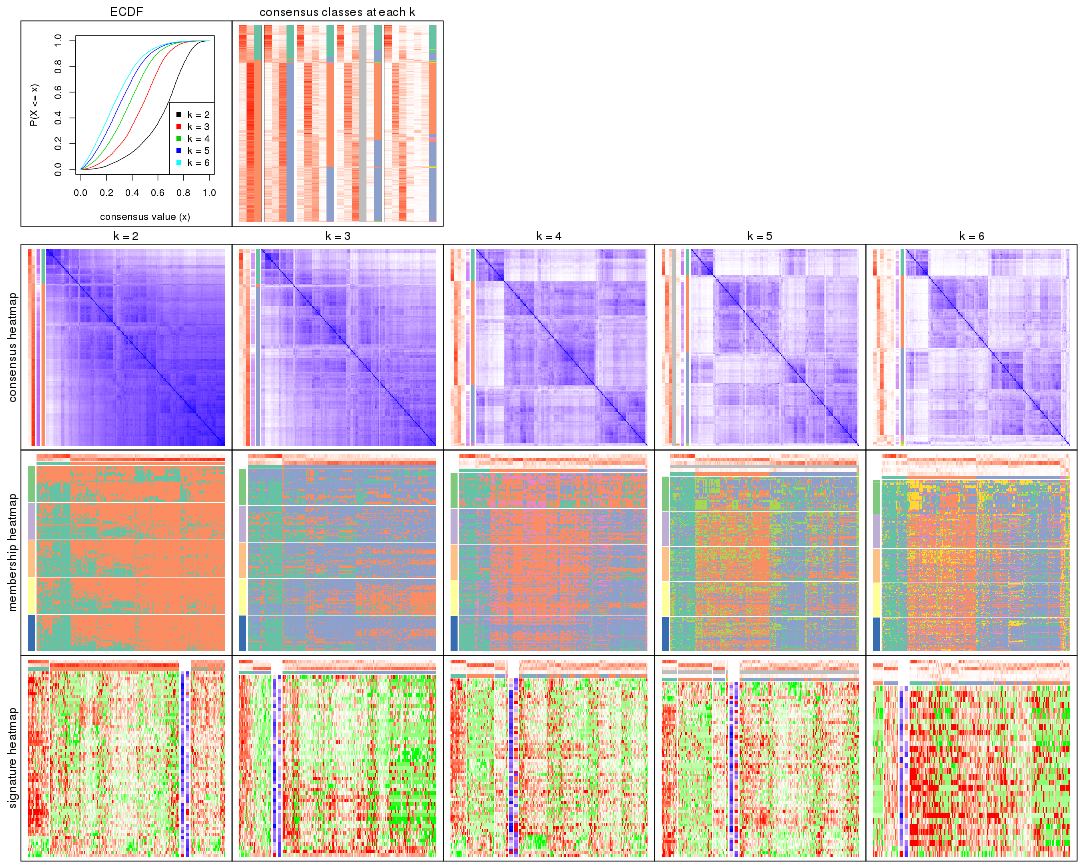 ECDF
consensus classes at each k
P(X <= x)
0.0 0.2 0.4 0.6 0.8 1.0
k = 2
k = 3
k = 4
k = 5
k = 6
0.0 0.2 0.4 0.6 0.8 1.0
consensus value (x)
k = 2 k = 3 k = 4 k = 5 k = 6
consensus heatmap
membership heatmap
signature heatmap